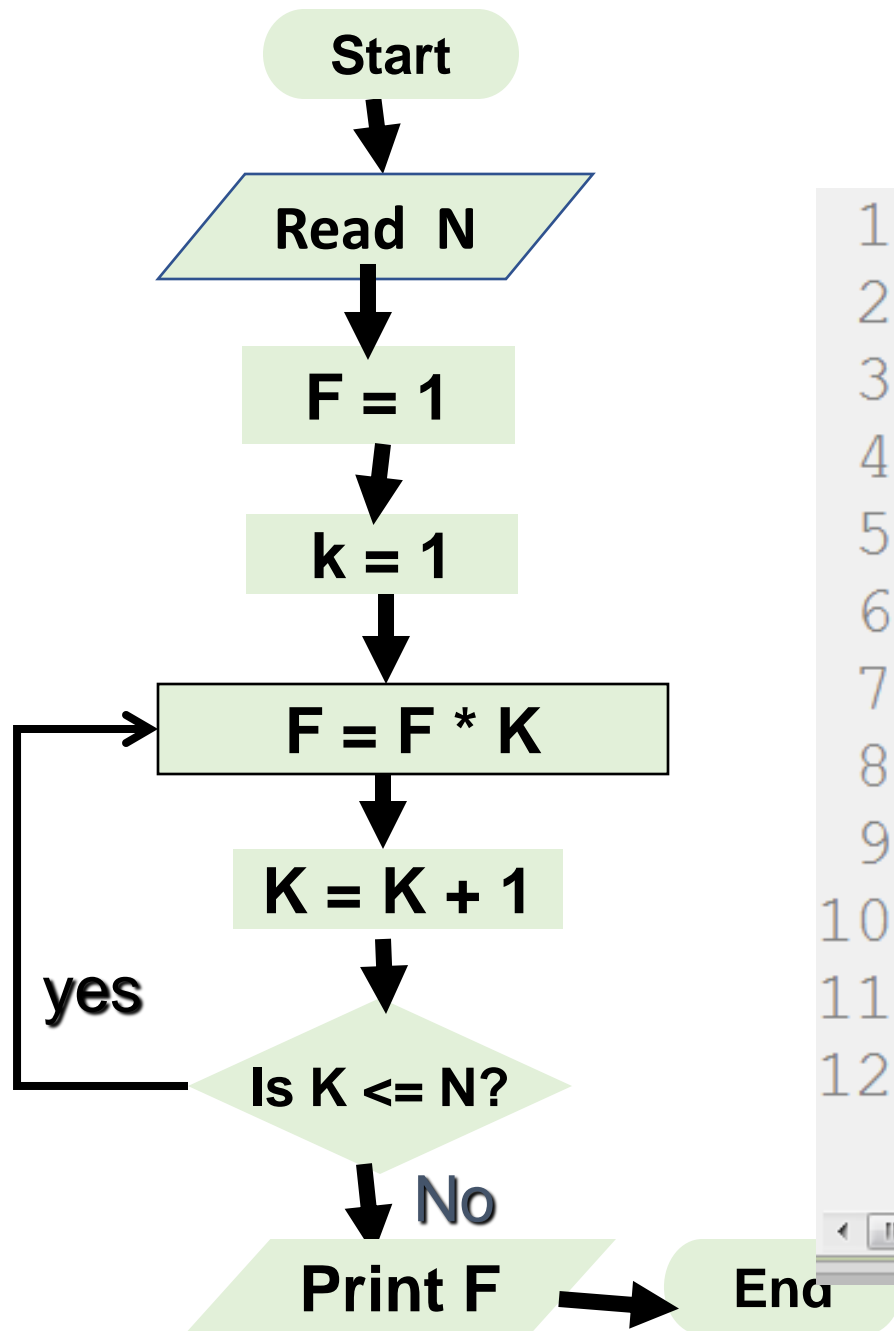 Start
Read N
F = 1
k = 1
F = F * K
K = K + 1
yes
Is K <= N?
No
Print F
End
1
2
3
4
5
6
7
8
9
10
11
12